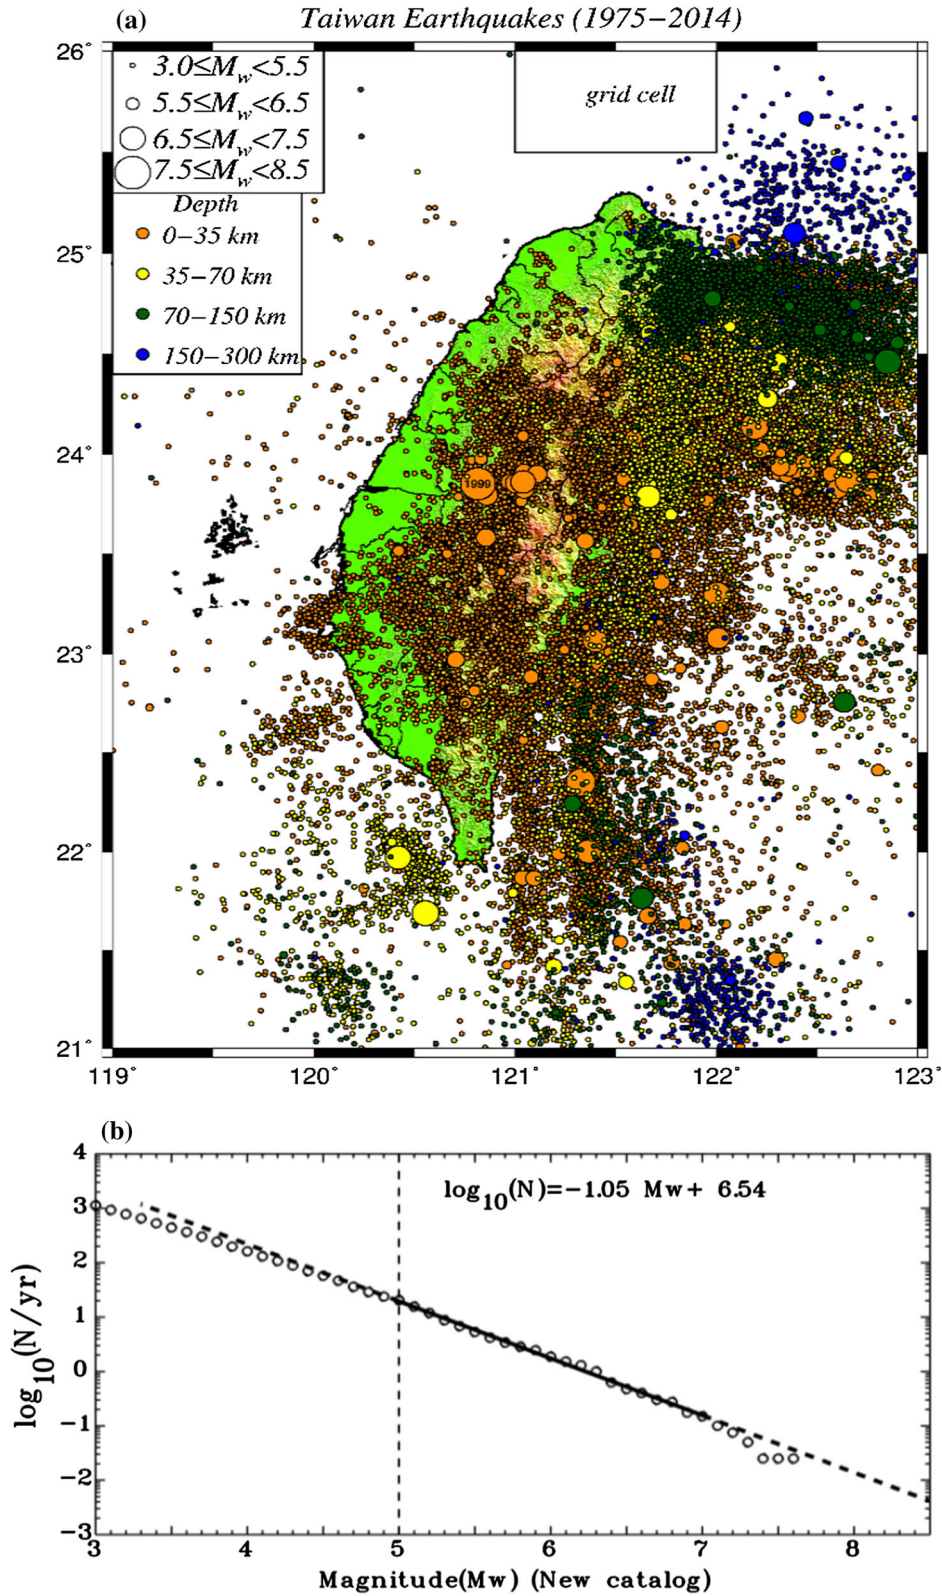 (a) Taiwan Earthquakes (1975−2014)
26˚
25˚
24˚
23˚
22˚
21˚
119˚ 120˚ 121˚ 122˚ 123˚
3.0≤Mw<5.5
5.5≤Mw<6.5
6.5≤Mw<7.5
7.5≤Mw<8.5
Depth
0−35 km
35−70 km
70−150 km
150−300 km
grid cell
1999
(b)
log10(N)=−1.05 Mw+ 6.54
log10(N/yr)
4
3
2
1
0
−1
−2
−3
3 4 5 6 7 8
Magnitude(Mw) (New catalog)